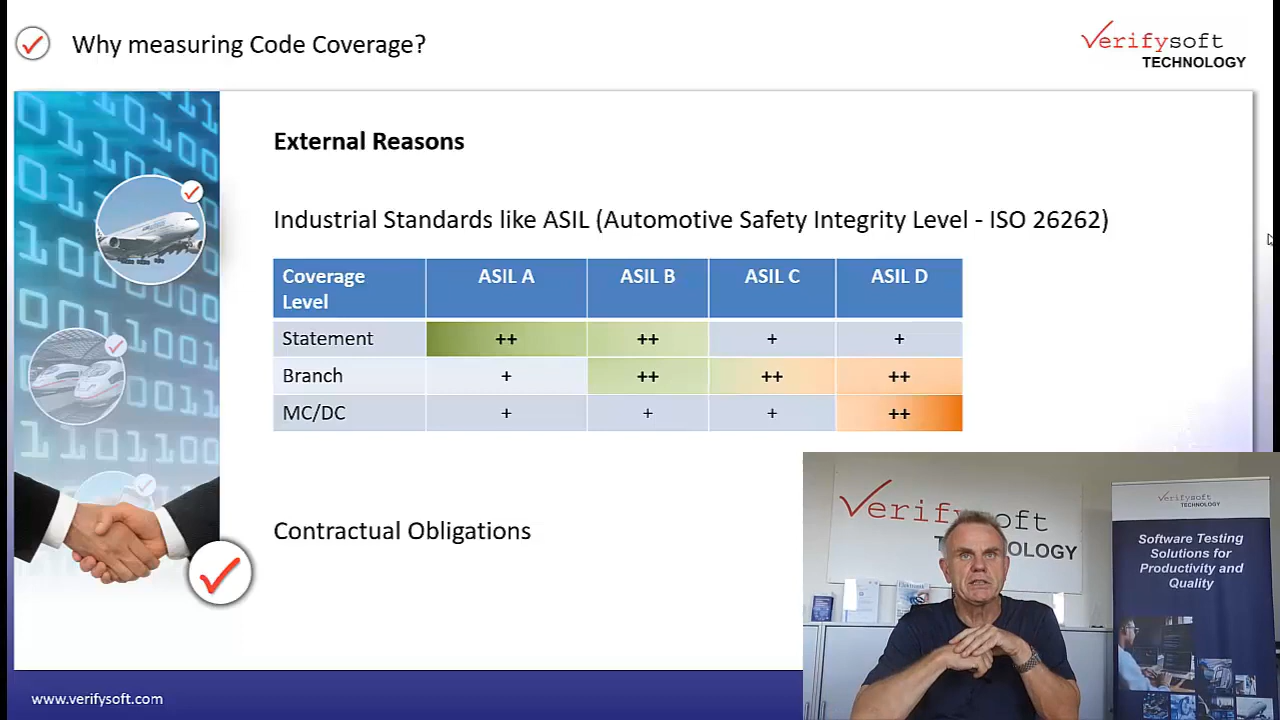 Why measuring Code Coverage?
Verifysoft
TECHNOLOGY
External Reasons
Industrial Standards like ASIL (Automotive Safety Integrity Level - ISO 26262)
Coverage Level ASIL A ASIL B ASIL C ASIL D
Statement ++ ++ + +
Branch + ++ ++ ++
MC/DC + + + ++
Contractual Obligations
Verifysoft
TECHNOLOGY
Verifysoft
TECHNOLOGY
Software Testing
Solutions for
Productivity and
Quality
www.verifysoft.com